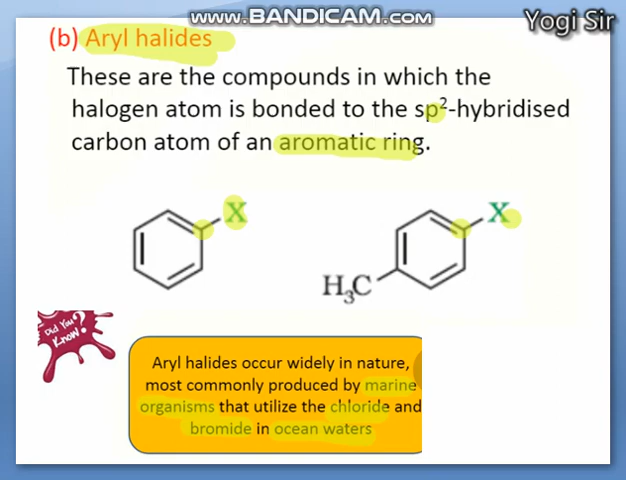 www.BANDICAM.com
Yogi Sir
(b) Aryl halides
These are the compounds in which the
halogen atom is bonded to the sp²-hybridised
carbon atom of an aromatic ring.
X
X
H₃C
Did You
Know?
Aryl halides occur widely in nature,
most commonly produced by marine
organisms that utilize the chloride and
bromide in ocean waters